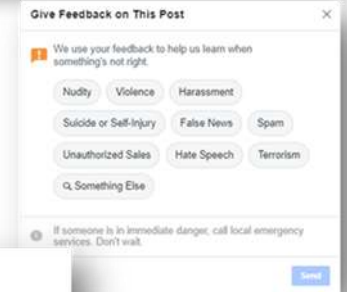 Give Feedback on This Post
We use your feedback to help us learn when
something's not right.
Nudity Violence Harassment
Suicide or Self-Injury False News Spam
Unauthorized Sales Hate Speech Terrorism
Something Else
If someone is in immediate danger, call local emergency
services. Don't wait.
Send